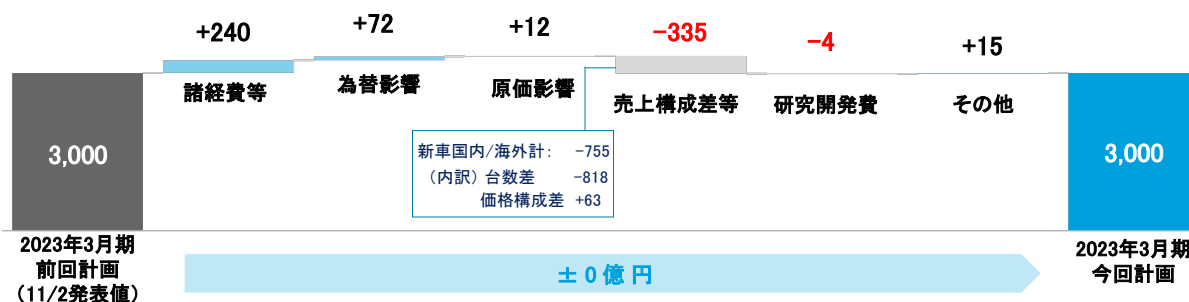 +240
+72
+12
-335
-4
+15
諸経費等
為替影響
原価影響
売上構成差等
研究開発費
その他
3,000
新車国内/海外計: -755
(内訳) 台数差 -818
価格構成差 +63
3,000
2023年3月期
前回計画
(11/2発表値)
±0億円
2023年3月期
今回計画